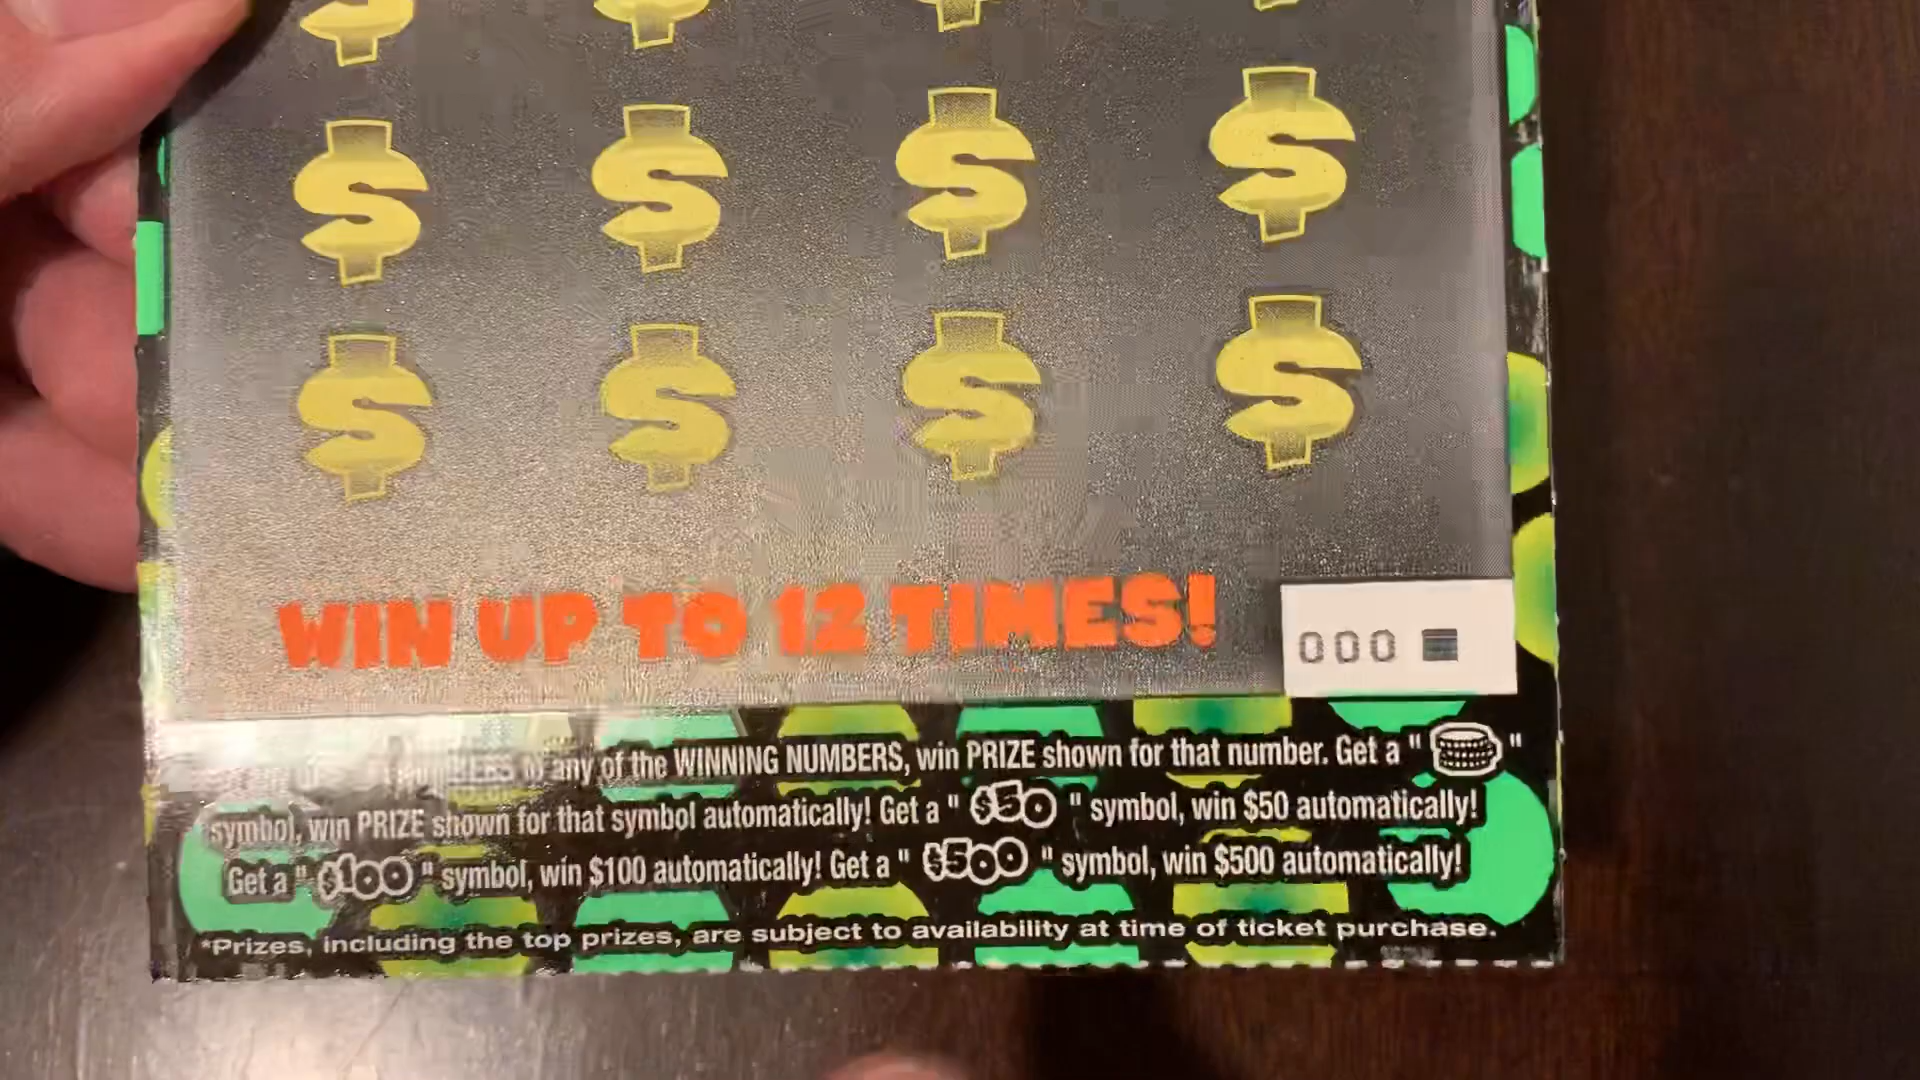 WIN UP TO 12 TIMES!
000
any of the WINNING NUMBERS, win PRIZE shown for that number. Get a " "
symbol, win PRIZE shown for that symbol automatically! Get a " $50 " symbol, win $50 automatically!
Get a " $100 " symbol, win $100 automatically! Get a " $500 " symbol, win $500 automatically!
*Prizes, including the top prizes, are subject to availability at time of ticket purchase.